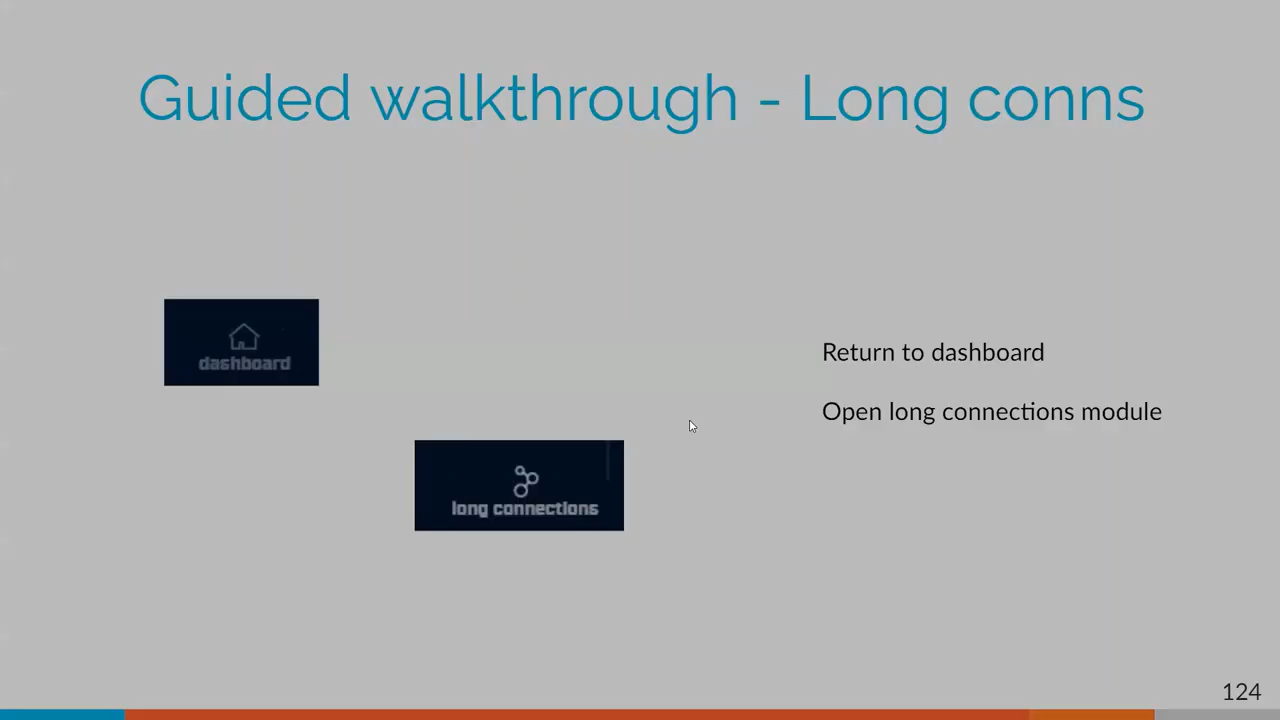 Guided walkthrough - Long conns
dashboard
Return to dashboard
Open long connections module
long connections
124